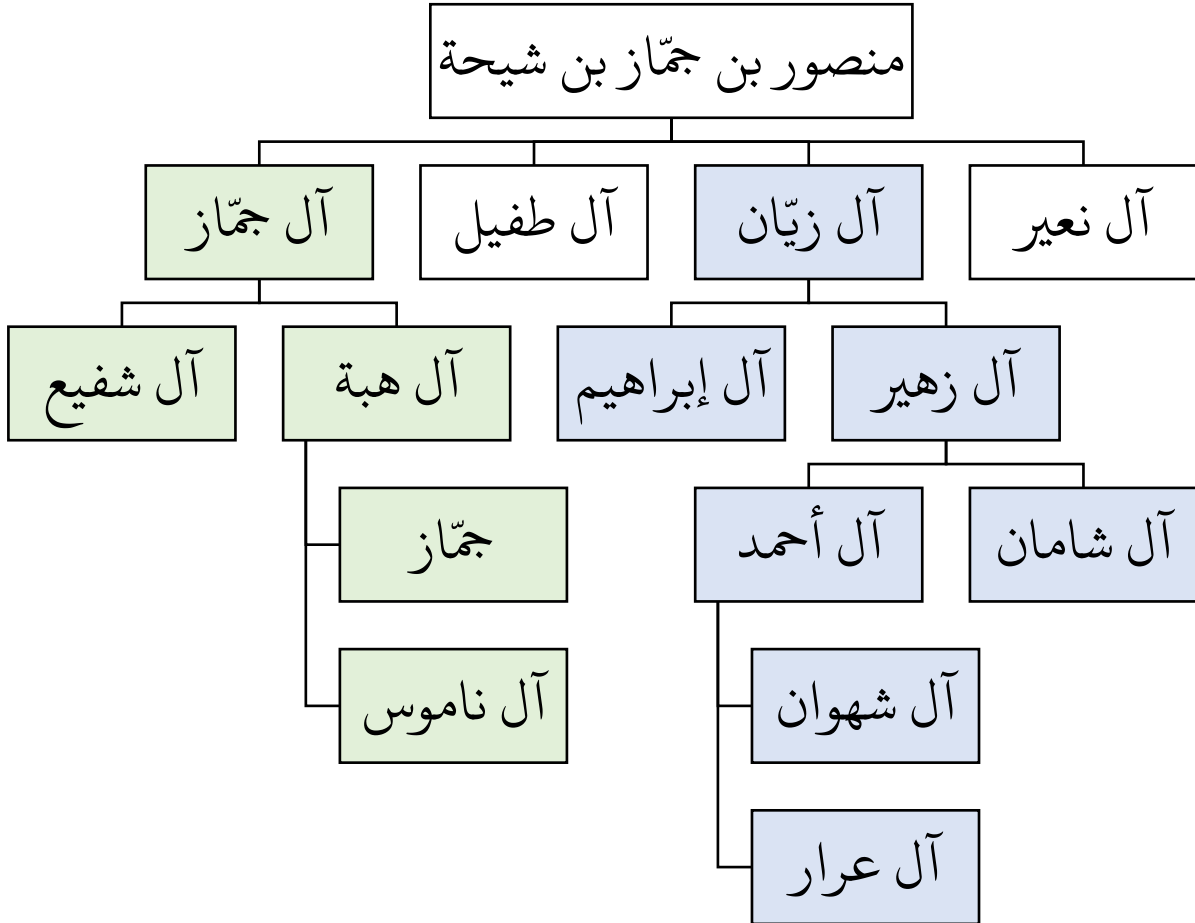 منصور بن جمّاز بن شيحة
آل نعير
آل زيّان
آل طفيل
آل جمّاز
آل زهير
آل إبراهيم
آل هبة
آل شفيع
آل شامان
آل أحمد
جمّاز
آل شهوان
آل ناموس
آل عرار